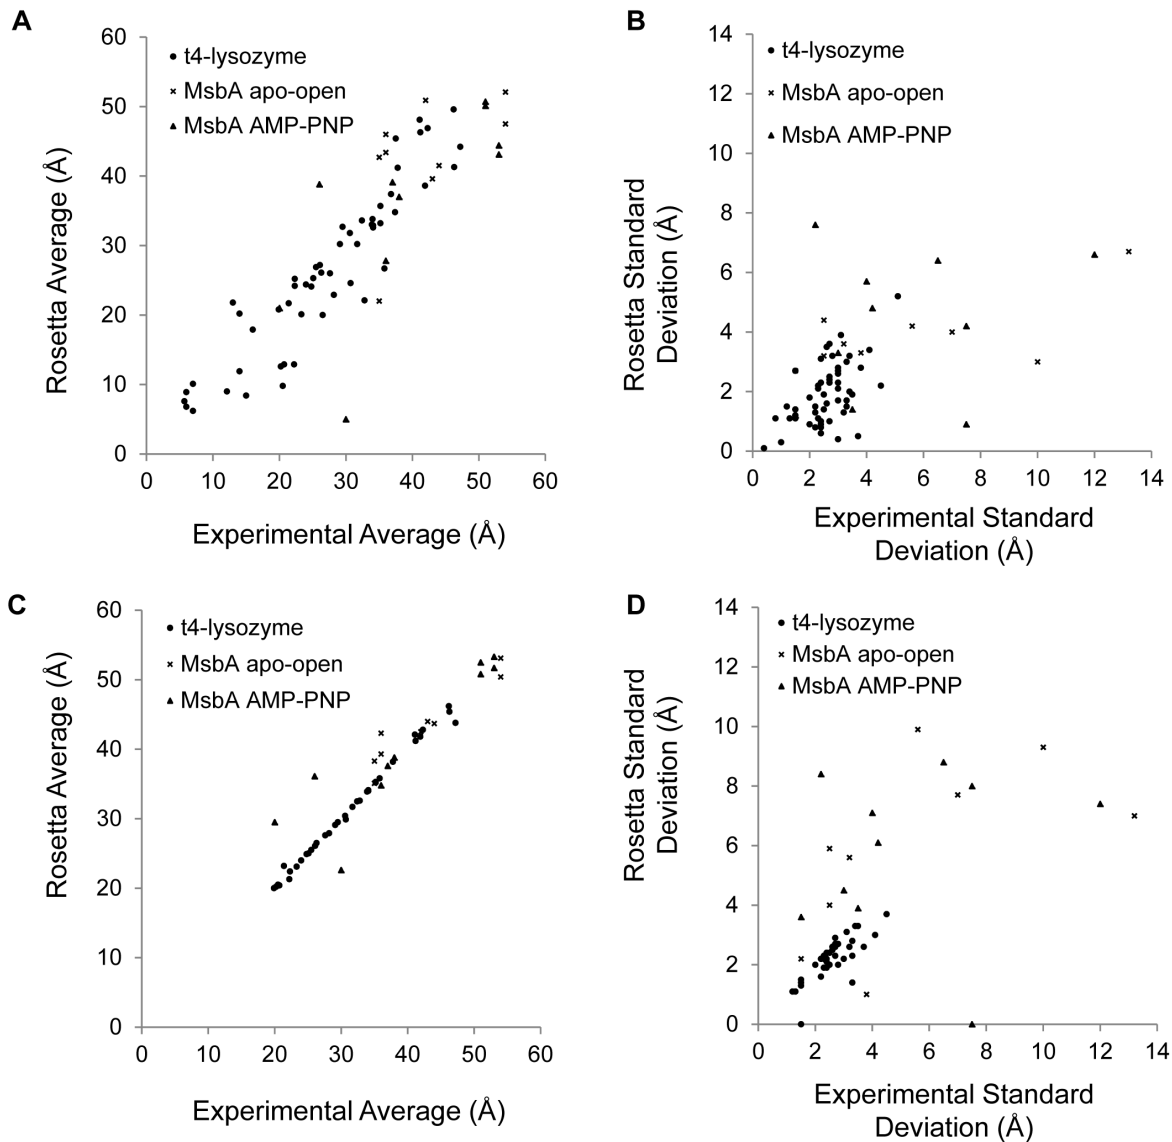 A
Rosetta Average (Å)
60
50
40
30
20
10
0
t4-lysozyme
MsbA apo-open
MsbA AMP-PNP
0 10 20 30 40 50 60
Experimental Average (Å)
B
Rosetta Standard
Deviation (Å)
14
12
10
8
6
4
2
0
t4-lysozyme
MsbA apo-open
MsbA AMP-PNP
0 2 4 6 8 10 12 14
Experimental Standard
Deviation (Å)
C
Rosetta Average (Å)
60
50
40
30
20
10
0
t4-lysozyme
MsbA apo-open
MsbA AMP-PNP
0 10 20 30 40 50 60
Experimental Average (Å)
D
Rosetta Standard
Deviation (Å)
14
12
10
8
6
4
2
0
t4-lysozyme
MsbA apo-open
MsbA AMP-PNP
0 2 4 6 8 10 12 14
Experimental Standard
Deviation (Å)